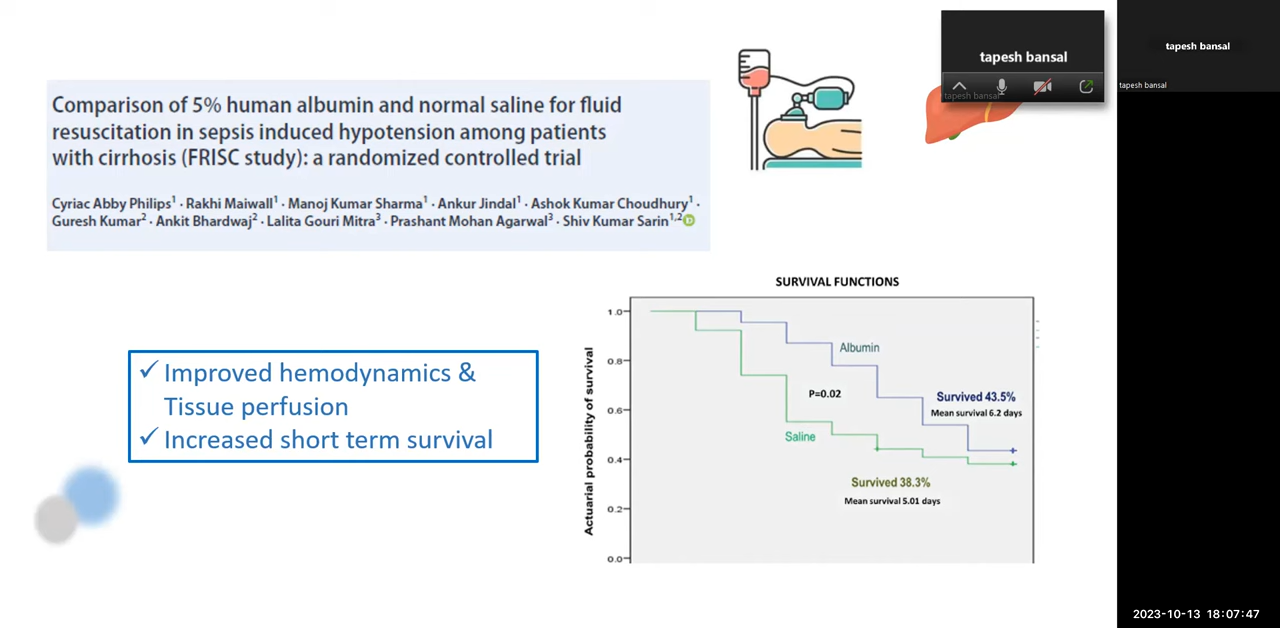 tapesh bansal
tapesh bansal
tapesh bansal
tapesh bansal
Comparison of 5% human albumin and normal saline for fluid
resuscitation in sepsis induced hypotension among patients
with cirrhosis (FRISC study): a randomized controlled trial
Cyriac Abby Philips¹ · Rakhi Maiwall¹ · Manoj Kumar Sharma¹ · Ankur Jindal¹ · Ashok Kumar Choudhury¹ ·
Guresh Kumar² · Ankit Bhardwaj² · Lalita Gouri Mitra³ · Prashant Mohan Agarwal³ · Shiv Kumar Sarin¹,² iD
✓ Improved hemodynamics &
Tissue perfusion
✓ Increased short term survival
SURVIVAL FUNCTIONS
Actuarial probability of survival
1.0
0.8
0.6
0.4
0.2
0.0
Albumin
P=0.02
Survived 43.5%
Mean survival 6.2 days
Saline
Survived 38.3%
Mean survival 5.01 days
2023-10-13 18:07:47